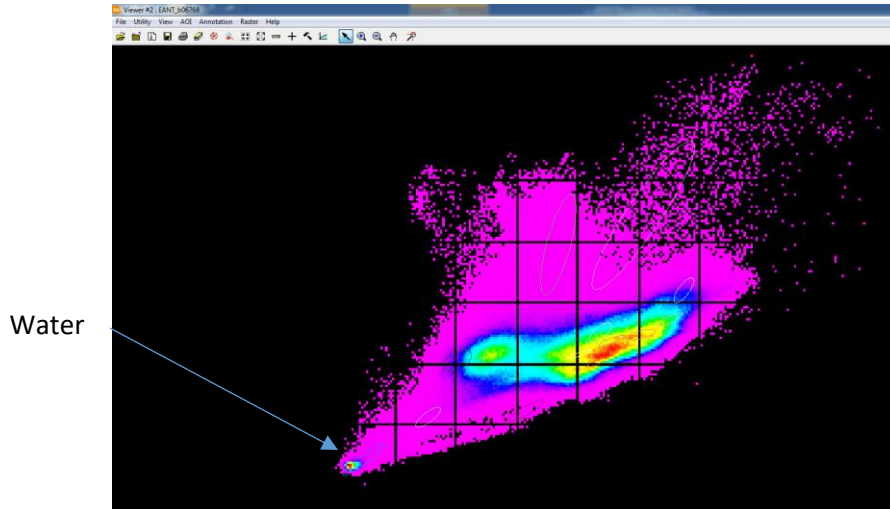 Viewer #2 : EANT_b06768
File Utility View AOI Annotation Raster Help
Water